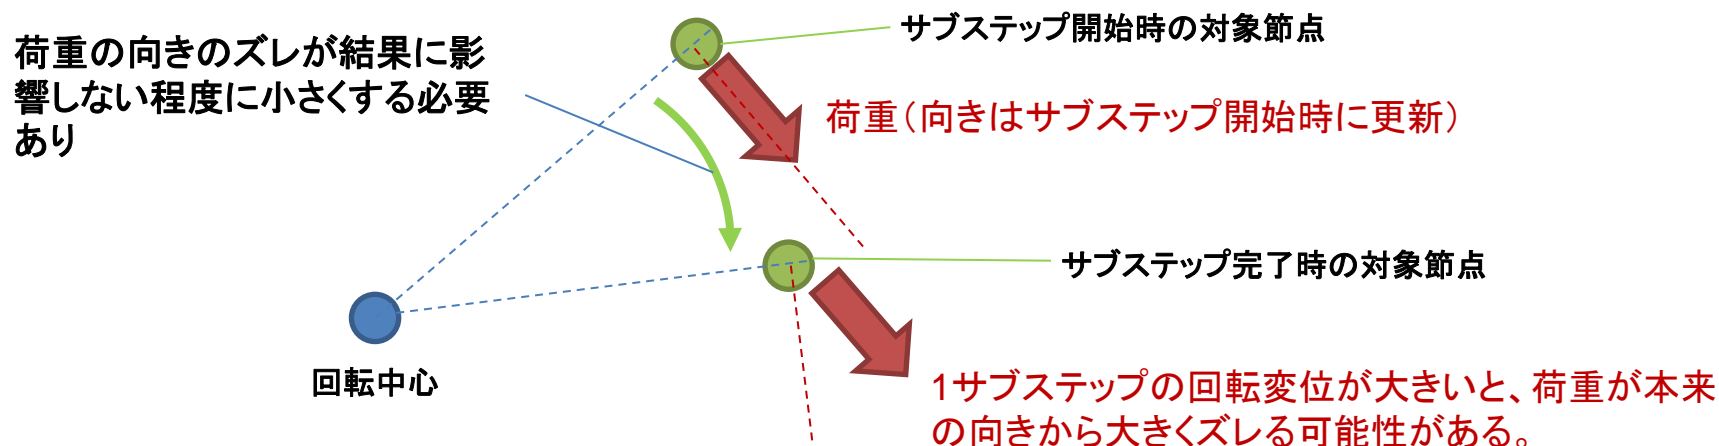 サブステップ開始時の対象節点
荷重の向きのズレが結果に影
響しない程度に小さくする必要
あり
荷重（向きはサブステップ開始時に更新）
サブステップ完了時の対象節点
回転中心
1サブステップの回転変位が大きいと、荷重が本来
の向きから大きくズレる可能性がある。